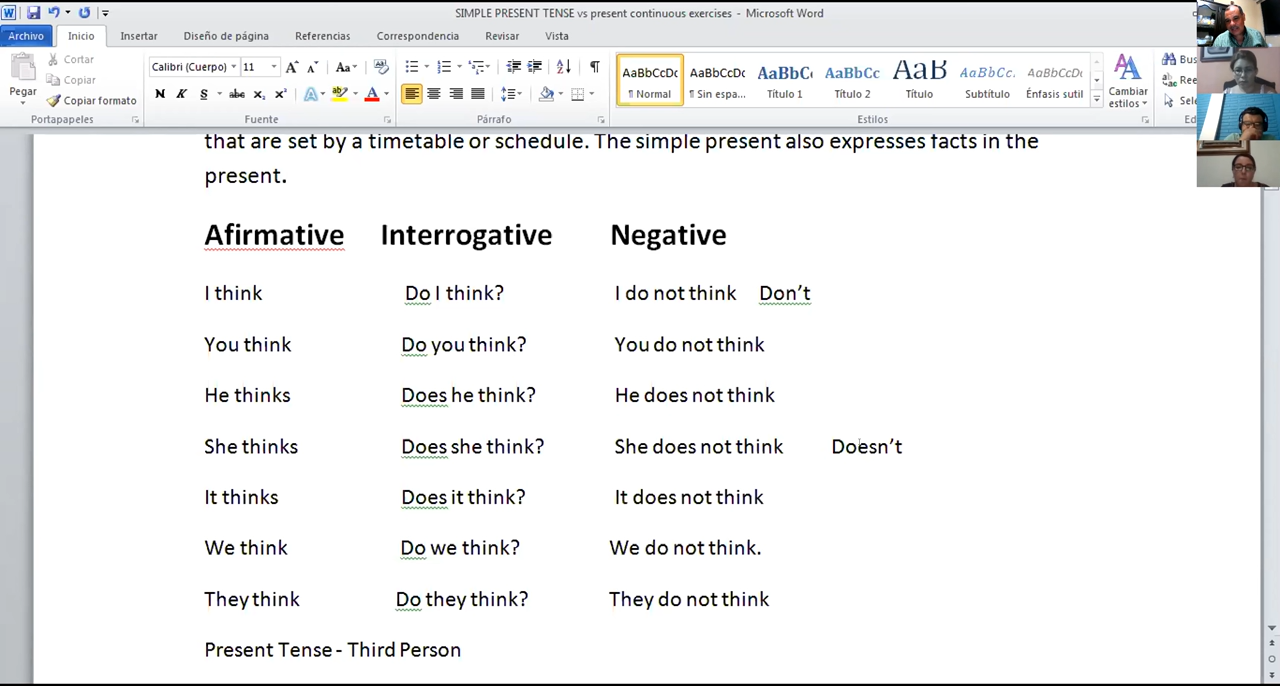 SIMPLE PRESENT TENSE vs present continuous exercises - Microsoft Word
Archivo Inicio Insertar Diseño de página Referencias Correspondencia Revisar Vista
Cortar
Copiar
Copiar formato
Pegar
Calibri (Cuerpo) 11
AaBbCcDc AaBbCcDc AaBbC AaBbCc AaB AaBbCc. AaBbCcDc
¶ Normal ¶ Sin espa... Título 1 Título 2 Título Subtítulo Énfasis sutil
Cambiar estilos
Portapapeles Fuente Párrafo Estilos
that are set by a timetable or schedule. The simple present also expresses facts in the
present.
Afirmative Interrogative Negative
I think Do I think? I do not think Don’t
You think Do you think? You do not think
He thinks Does he think? He does not think
She thinks Does she think? She does not think Doesn’t
It thinks Does it think? It does not think
We think Do we think? We do not think.
They think Do they think? They do not think
Present Tense - Third Person